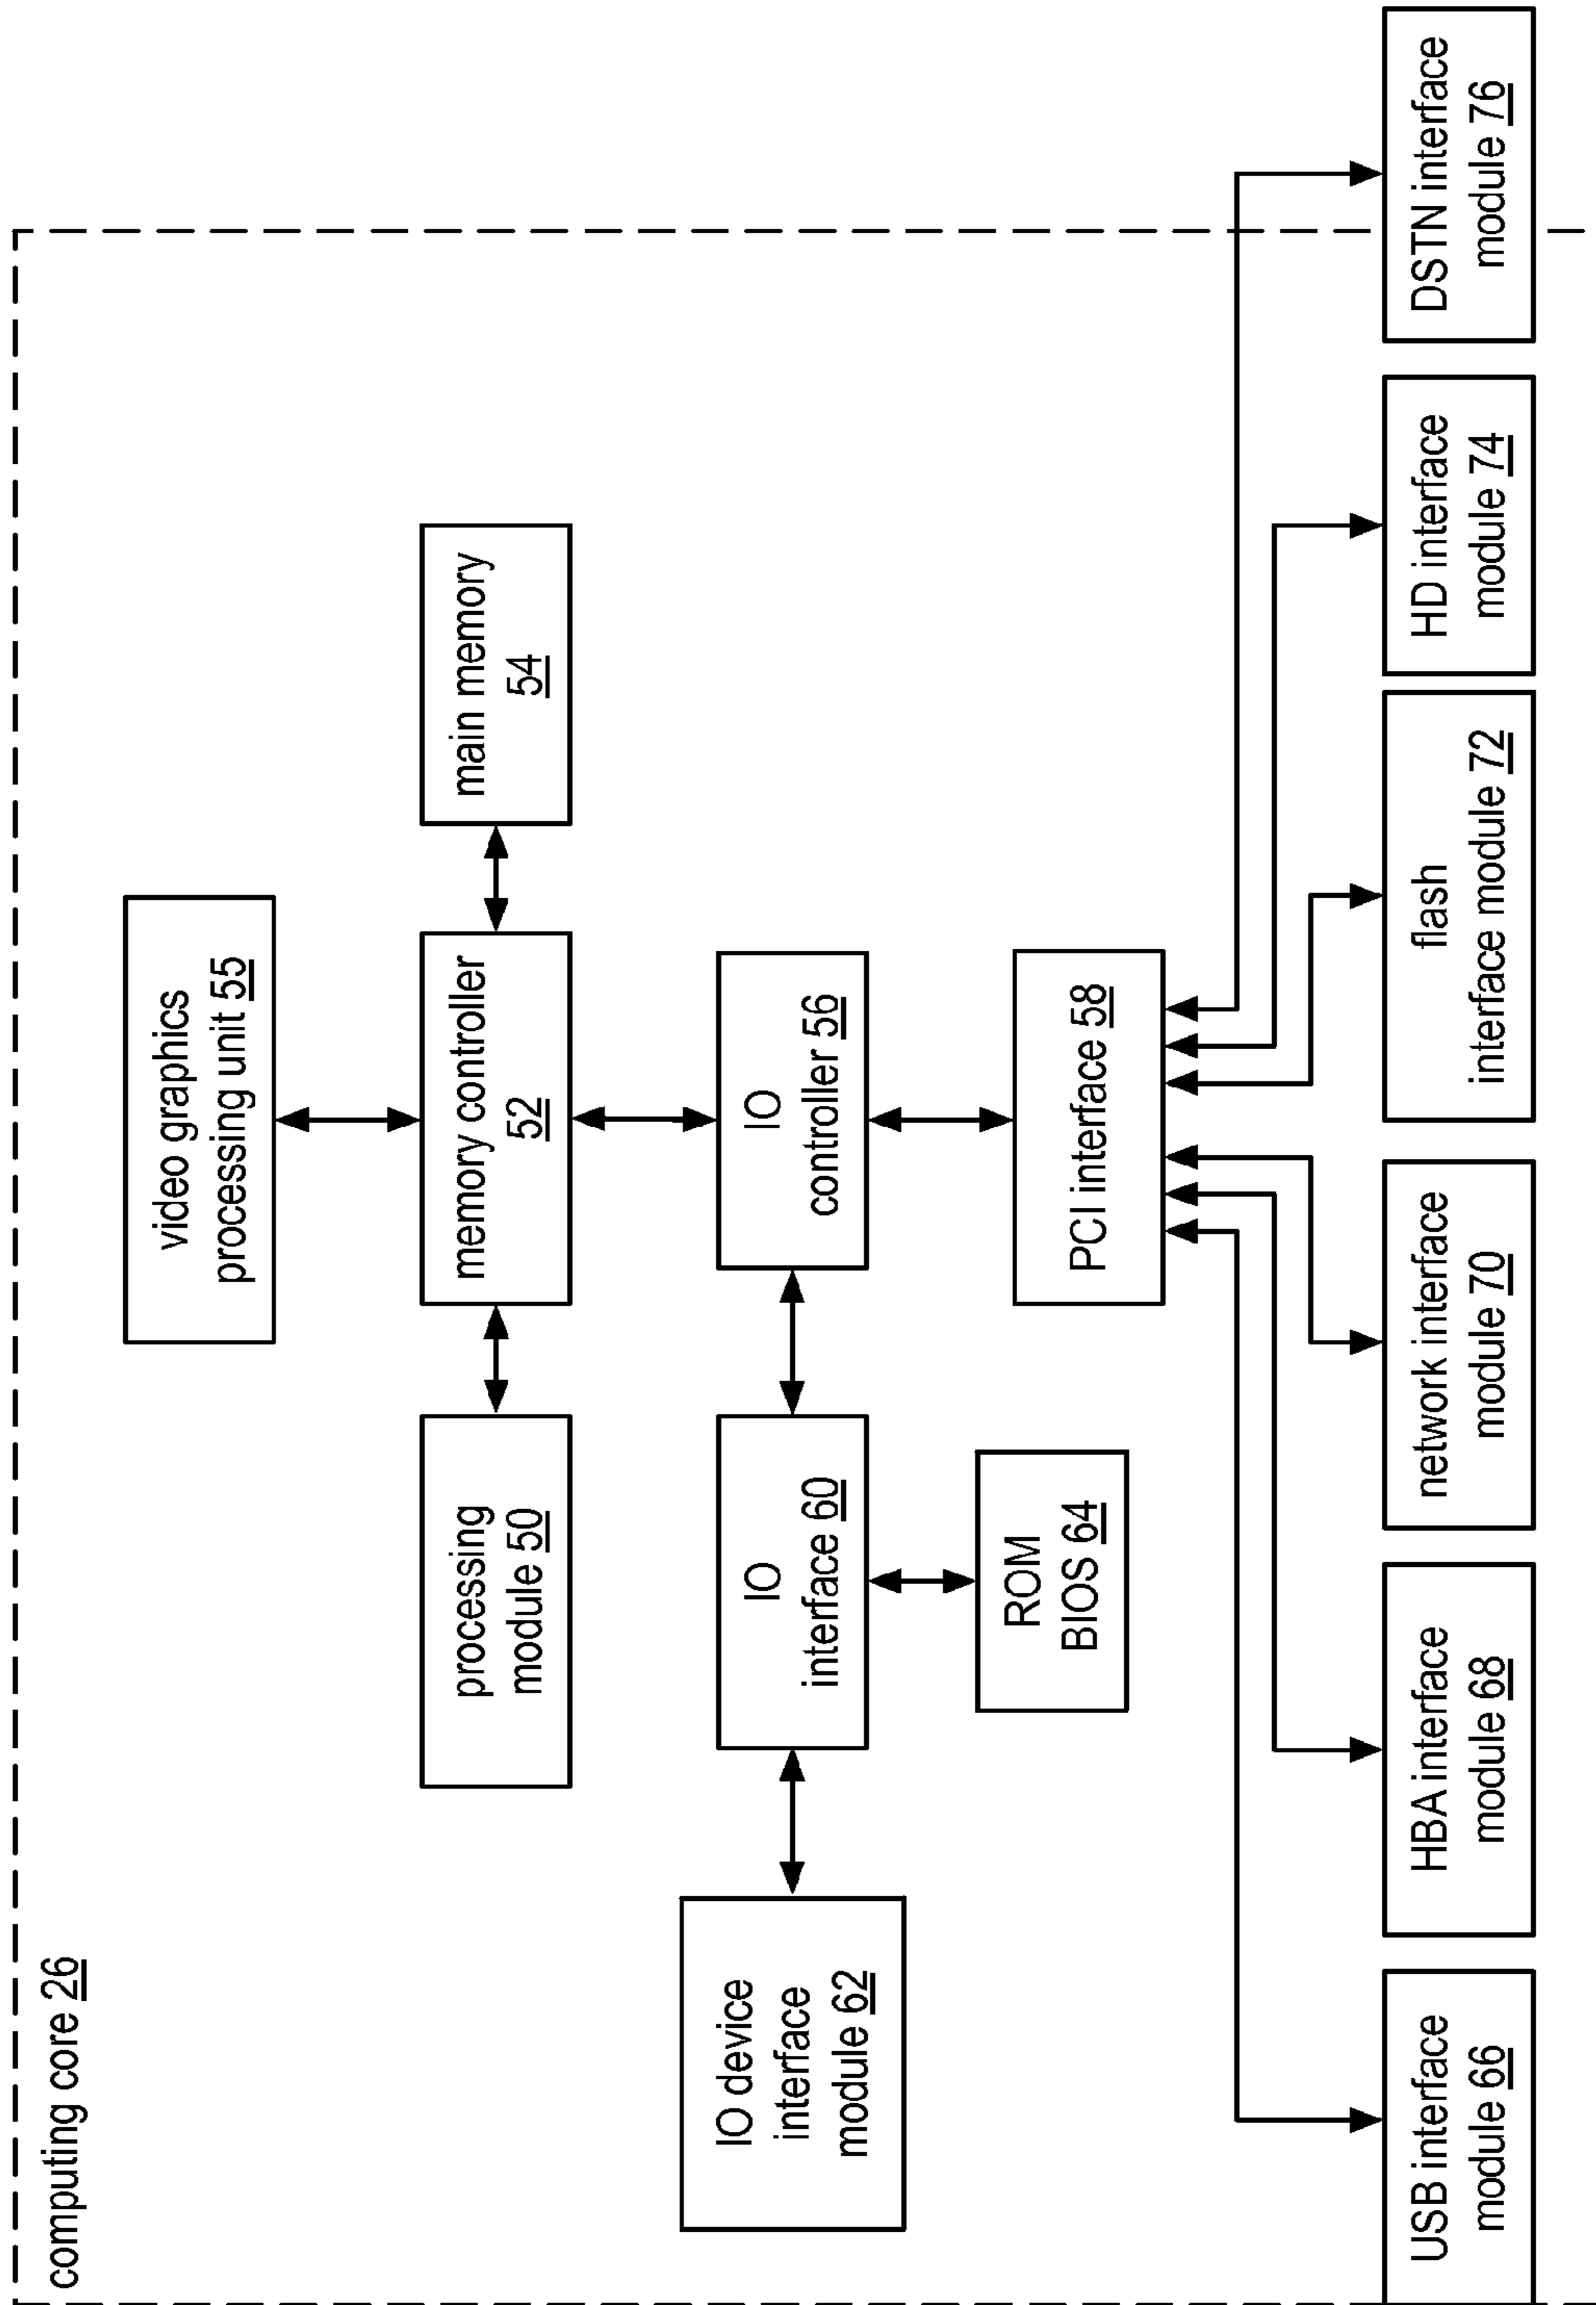 computing core 26
video graphics
processing unit 55
processing
module 50
memory controller
52
main memory
54
IO device
interface
module 62
IO
interface 60
IO
controller 56
ROM
BIOS 64
PCI interface 58
USB interface
module 66
HBA interface
module 68
network interface
module 70
flash
interface module 72
HD interface
module 74
DSTN interface
module 76